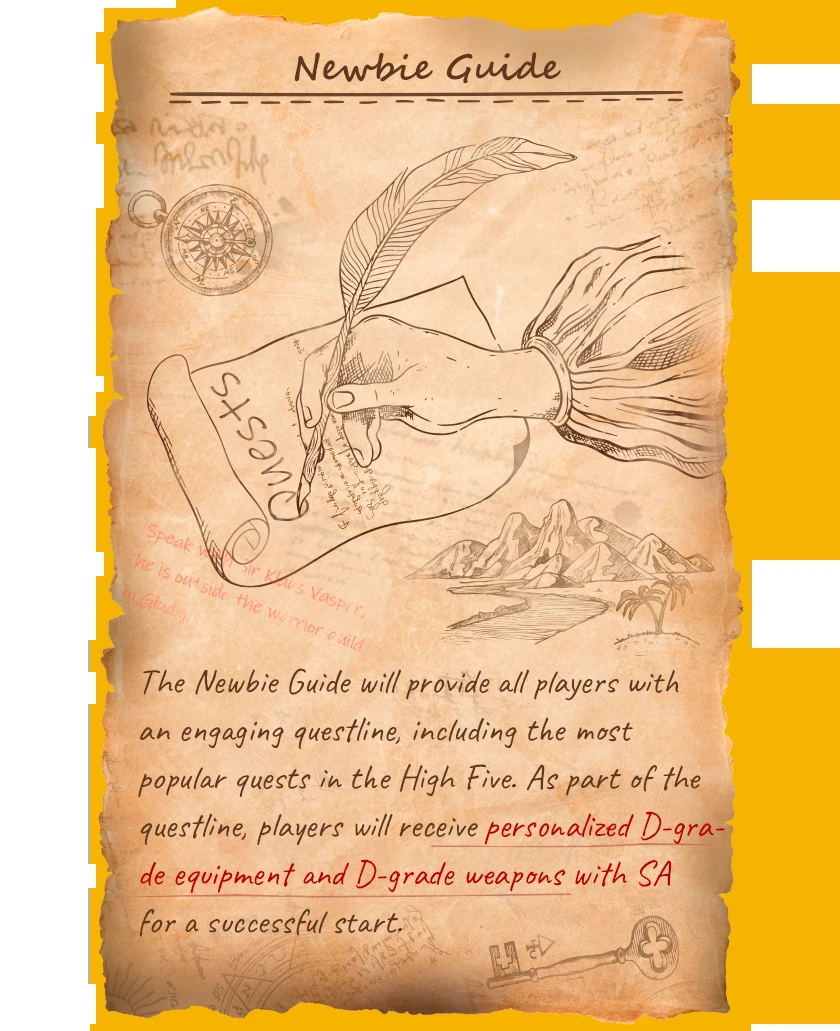 Newbie Guide
Quests
Speak with Sir Klaus Vasper,
he is outside the warrior guild
in Gludin.
The Newbie Guide will provide all players with
an engaging questline, including the most
popular quests in the High Five. As part of the
questline, players will receive personalized D-gra-
de equipment and D-grade weapons with SA
for a successful start.